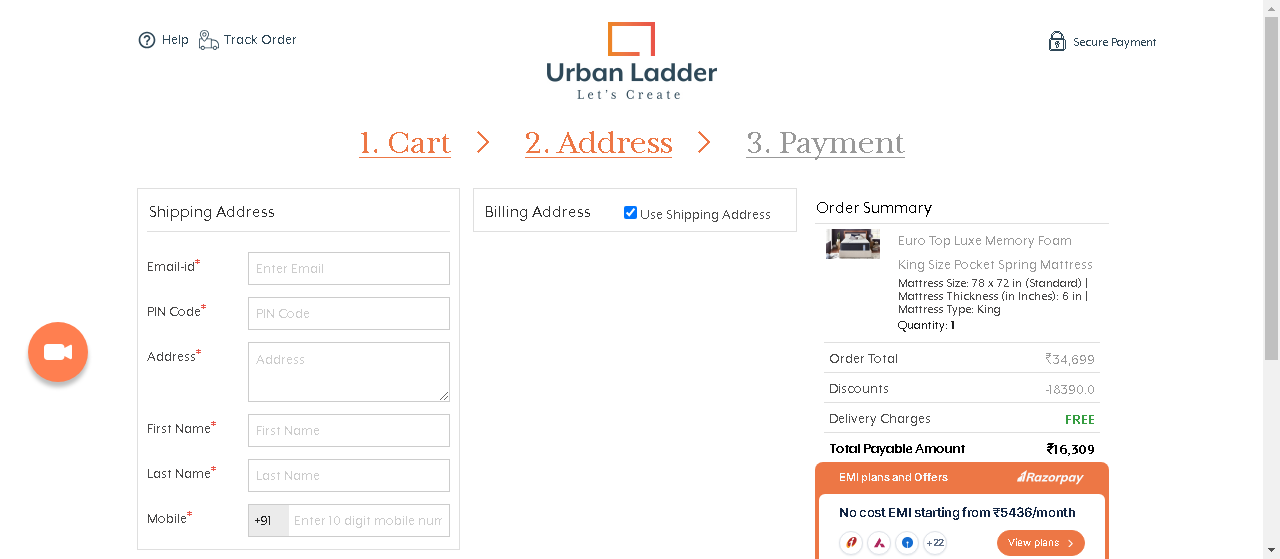 Help
Track Order
Urban Ladder
Let's Create
Secure Payment
1. Cart
2. Address
3. Payment
Shipping Address
Email-id*
Enter Email
PIN Code*
PIN Code
Address*
Address
First Name*
First Name
Last Name*
Last Name
Mobile*
+91
Enter 10 digit mobile num
Billing Address
Use Shipping Address
Order Summary
Euro Top Luxe Memory Foam
King Size Pocket Spring Mattress
Mattress Size: 78 x 72 in (Standard) |
Mattress Thickness (in Inches): 6 in |
Mattress Type: King
Quantity: 1
Order Total ₹34,699
Discounts -18390.0
Delivery Charges FREE
Total Payable Amount ₹16,309
EMI plans and Offers Razorpay
No cost EMI starting from ₹5436/month
+22
View plans